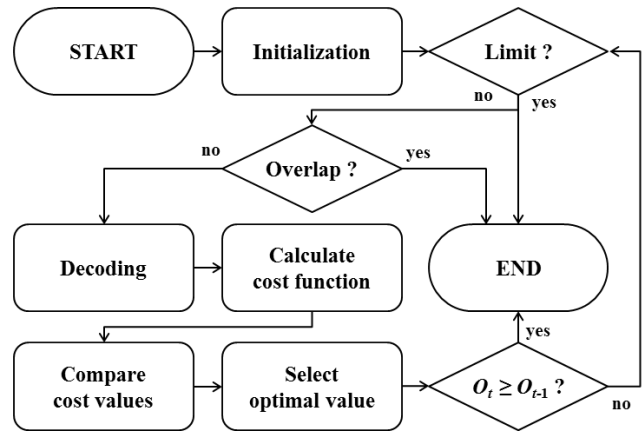 START
Initialization
Limit ?
no
yes
no
Overlap ?
yes
Decoding
Calculate
cost function
END
yes
Compare
cost values
Select
optimal value
Oₜ ≥ Oₜ₋₁ ?
no